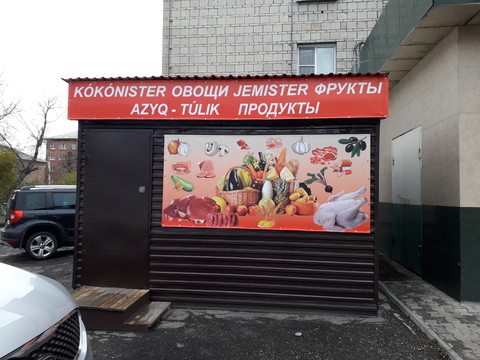 KÓKÓNISTER ОВОЩИ JEMISTER ФРУКТЫ
AZYQ - TÚLIK ПРОДУКТЫ